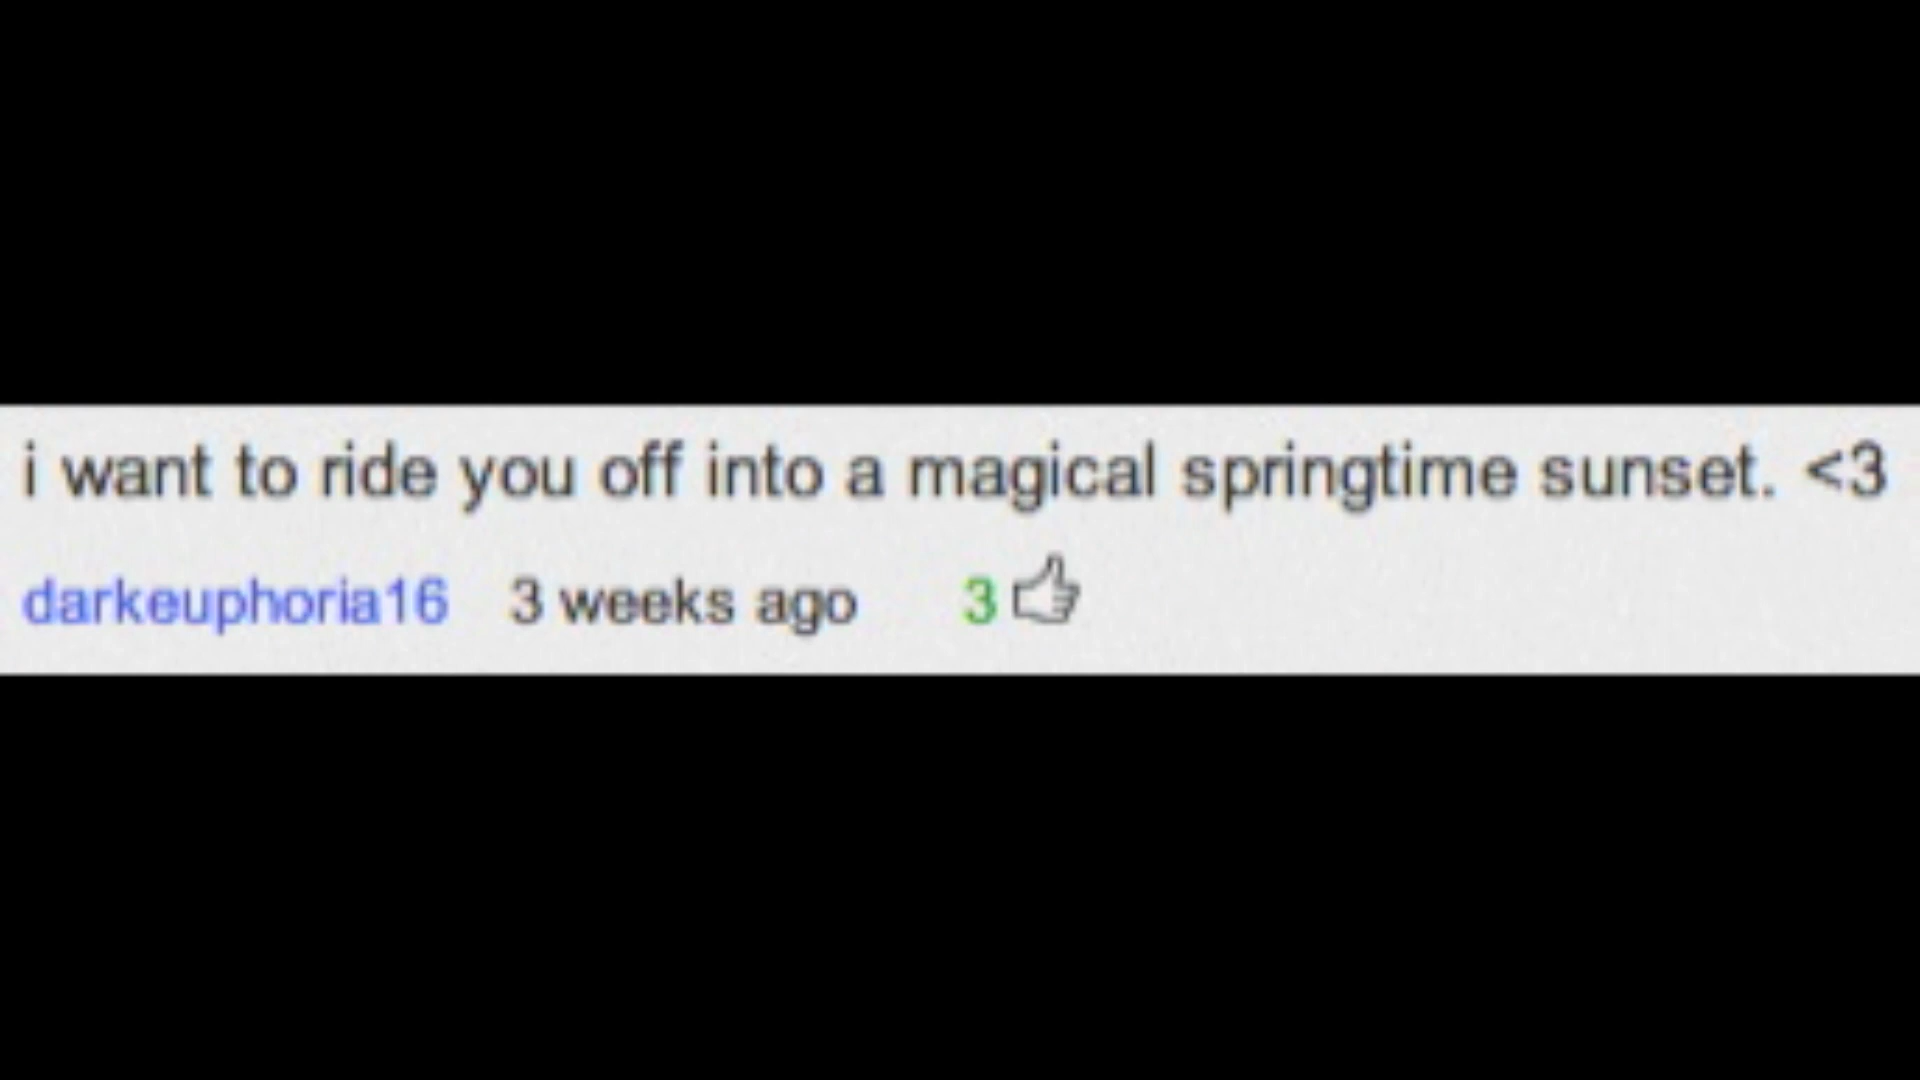 i want to ride you off into a magical springtime sunset. <3
darkeuphoria16 3 weeks ago 3